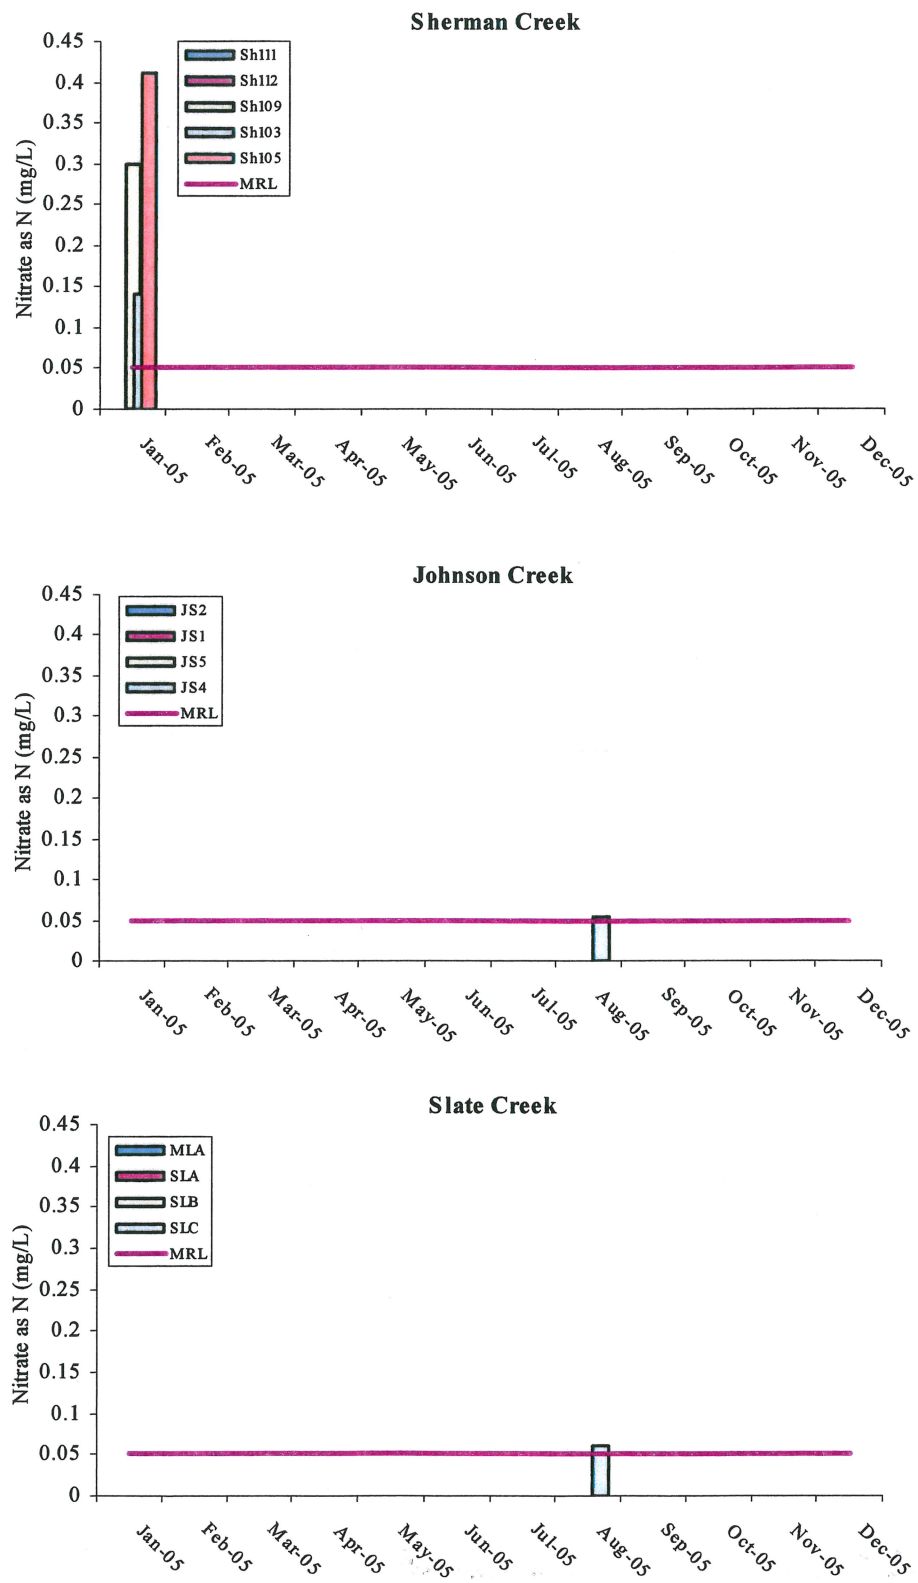 Sherman Creek
Nitrate as N (mg/L)
0.45
0.4
0.35
0.3
0.25
0.2
0.15
0.1
0.05
0
Sh111
Sh112
Sh109
Sh103
Sh105
MRL
Jan-05
Feb-05
Mar-05
Apr-05
May-05
Jun-05
Jul-05
Aug-05
Sep-05
Oct-05
Nov-05
Dec-05
Johnson Creek
Nitrate as N (mg/L)
0.45
0.4
0.35
0.3
0.25
0.2
0.15
0.1
0.05
0
JS2
JS1
JS5
JS4
MRL
Jan-05
Feb-05
Mar-05
Apr-05
May-05
Jun-05
Jul-05
Aug-05
Sep-05
Oct-05
Nov-05
Dec-05
Slate Creek
Nitrate as N (mg/L)
0.45
0.4
0.35
0.3
0.25
0.2
0.15
0.1
0.05
0
MLA
SLA
SLB
SLC
MRL
Jan-05
Feb-05
Mar-05
Apr-05
May-05
Jun-05
Jul-05
Aug-05
Sep-05
Oct-05
Nov-05
Dec-05